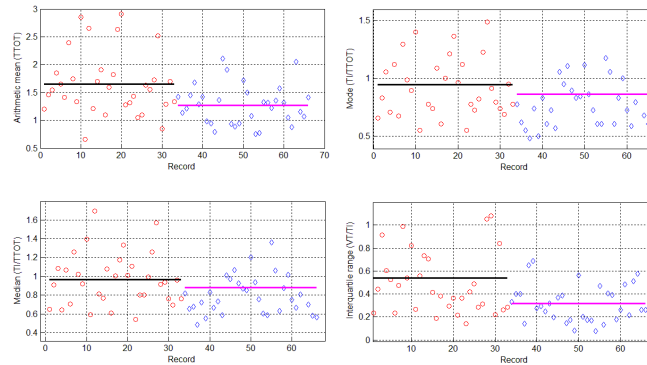 Arithmetic mean (TTOT)
3
2.5
2
1.5
1
0.5
0 10 20 30 40 50 60 70
Record
Mode (TI/TTOT)
1.5
1
0.5
0 10 20 30 40 50 60
Record
Median (TI/TTOT)
1.6
1.4
1.2
1
0.8
0.6
0.4
0 10 20 30 40 50 60
Record
Interquartile range (VT/TI)
1
0.8
0.6
0.4
0.2
0
0 10 20 30 40 50 60
Record